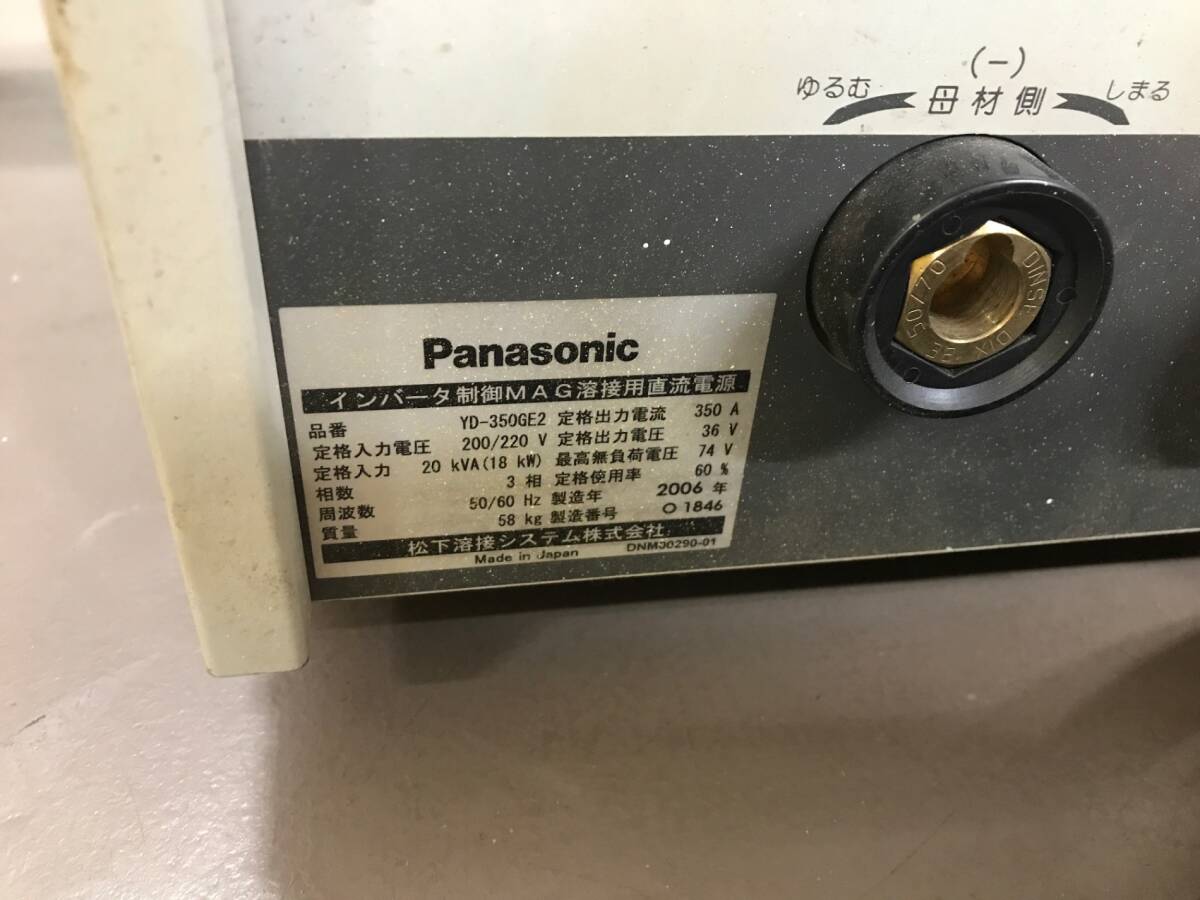 (−)
ゆるむ 母材側 しまる
DINSE DIX BE 50/70
Panasonic
インバータ制御MAG溶接用直流電源
品番 YD-350GE2 定格出力電流 350 A
定格入力電圧 200/220 V 定格出力電圧 36 V
定格入力 20 kVA(18 kW) 最高無負荷電圧 74 V
相数 3 相 定格使用率 60 %
周波数 50/60 Hz 製造年 2006 年
質量 58 kg 製造番号 O 1846
松下溶接システム株式会社
Made in Japan DNM30290-01